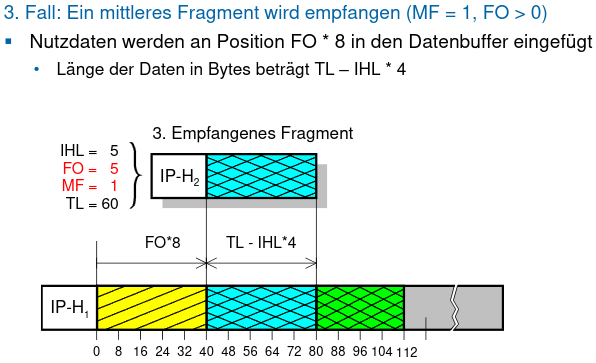 3. Fall: Ein mittleres Fragment wird empfangen (MF = 1, FO > 0)
▪ Nutzdaten werden an Position FO * 8 in den Datenbuffer eingefügt
• Länge der Daten in Bytes beträgt TL – IHL * 4
3. Empfangenes Fragment
IHL = 5
FO = 5
MF = 1
TL = 60
IP-H2
FO*8
TL - IHL*4
IP-H1
0 8 16 24 32 40 48 56 64 72 80 88 96 104 112